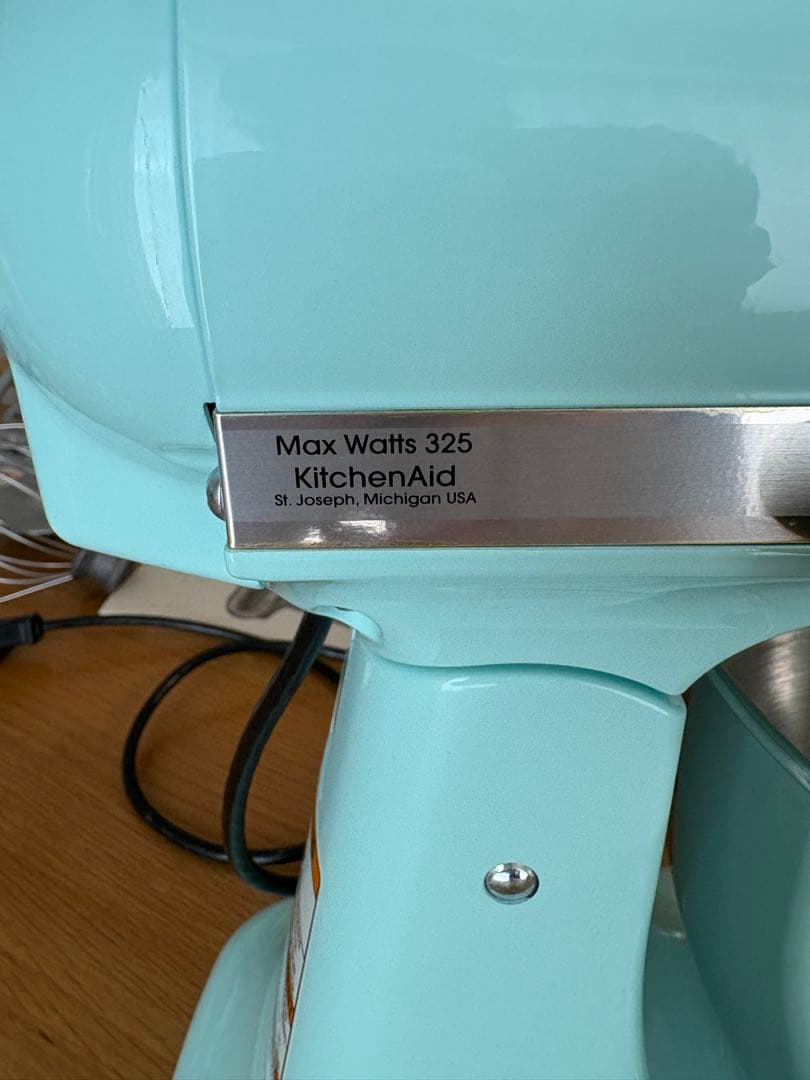 Max Watts 325
KitchenAid
St. Joseph, Michigan USA